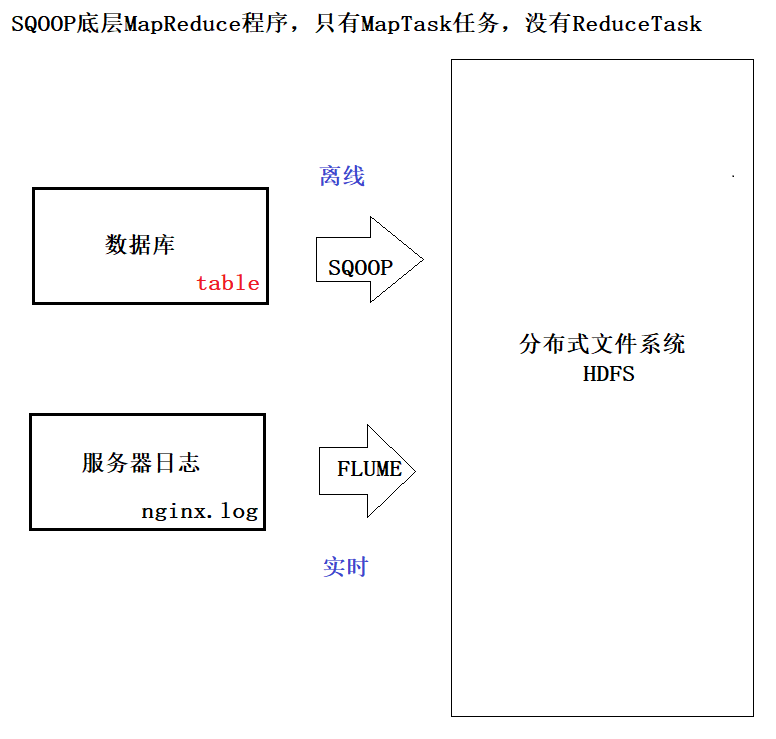 SQOOP底层MapReduce程序，只有MapTask任务，没有ReduceTask
离线
数据库
table
SQOOP
分布式文件系统
HDFS
服务器日志
nginx.log
FLUME
实时